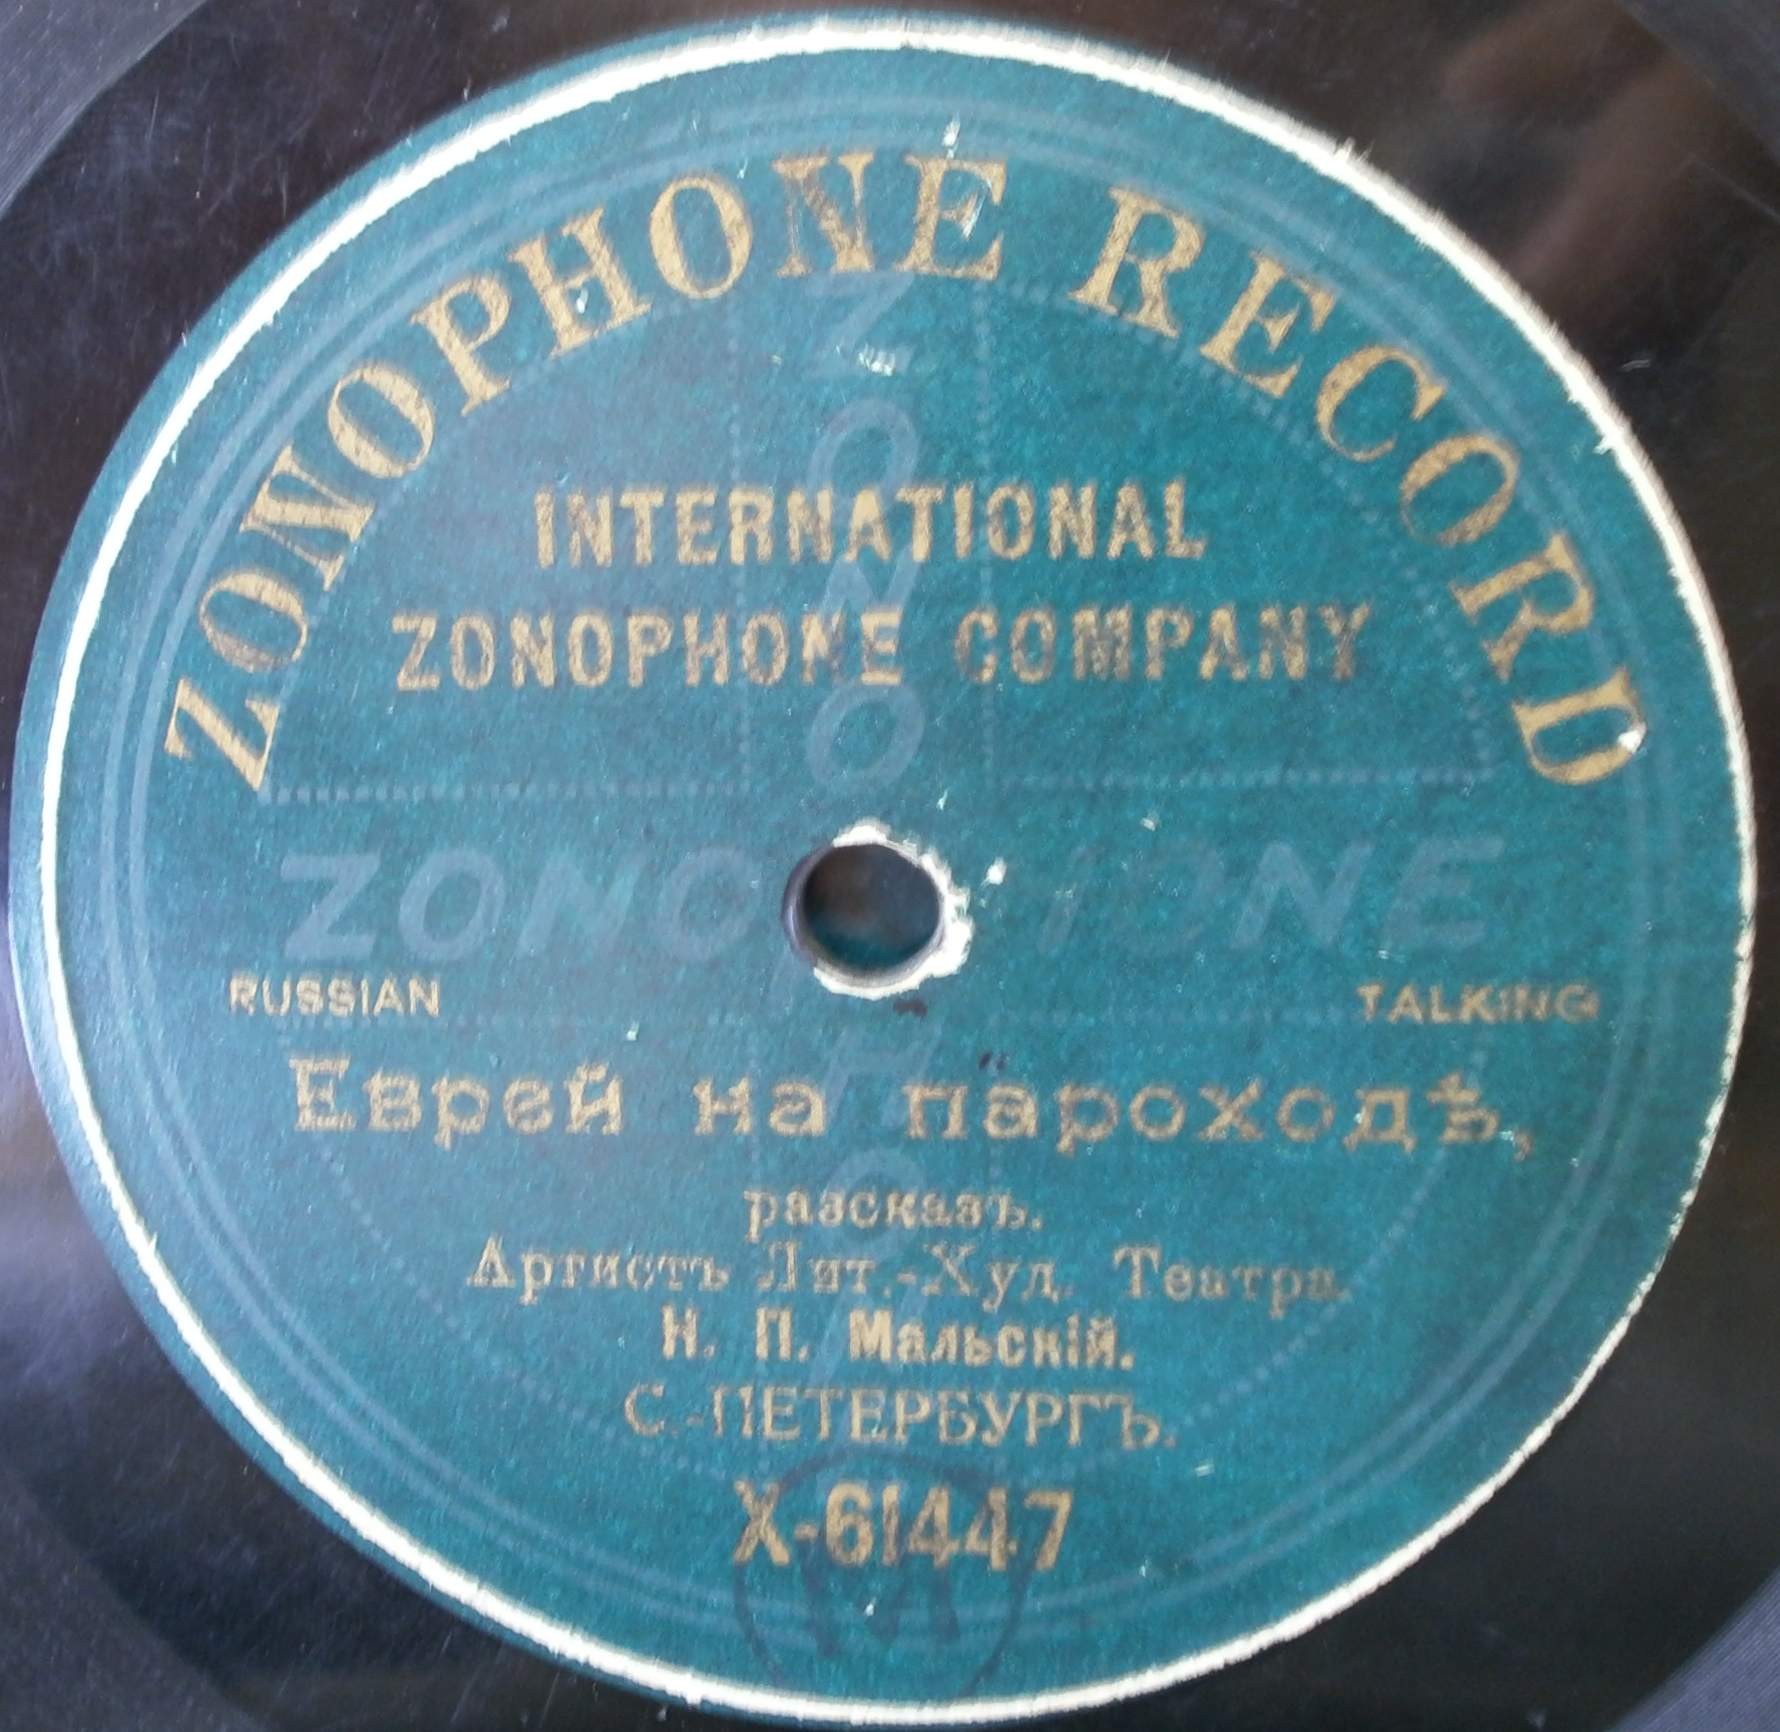 ZONOPHONE RECORD
INTERNATIONAL
ZONOPHONE COMPANY
ZONOPHONE
RUSSIAN TALKING
Еврей на пароходѣ,
разсказъ.
Артистъ Лит.-Худ. Театра.
Н. П. Мальскій.
С.-ПЕТЕРБУРГЪ.
X-61447
M